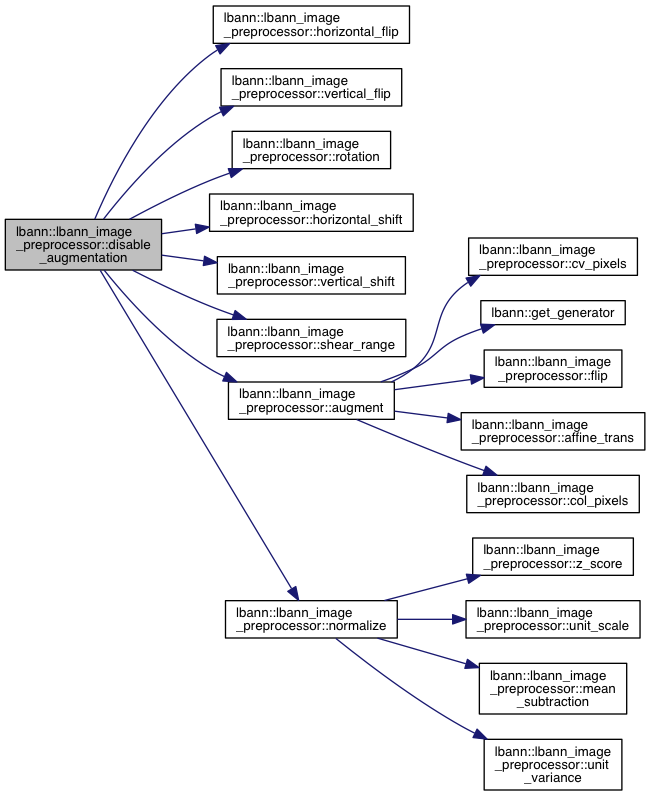 lbann::lbann_image
_preprocessor::horizontal_flip
lbann::lbann_image
_preprocessor::vertical_flip
lbann::lbann_image
_preprocessor::rotation
lbann::lbann_image
_preprocessor::horizontal_shift
lbann::lbann_image
_preprocessor::disable
_augmentation
lbann::lbann_image
_preprocessor::vertical_shift
lbann::lbann_image
_preprocessor::shear_range
lbann::lbann_image
_preprocessor::augment
lbann::lbann_image
_preprocessor::cv_pixels
lbann::get_generator
lbann::lbann_image
_preprocessor::flip
lbann::lbann_image
_preprocessor::affine_trans
lbann::lbann_image
_preprocessor::col_pixels
lbann::lbann_image
_preprocessor::normalize
lbann::lbann_image
_preprocessor::z_score
lbann::lbann_image
_preprocessor::unit_scale
lbann::lbann_image
_preprocessor::mean
_subtraction
lbann::lbann_image
_preprocessor::unit
_variance